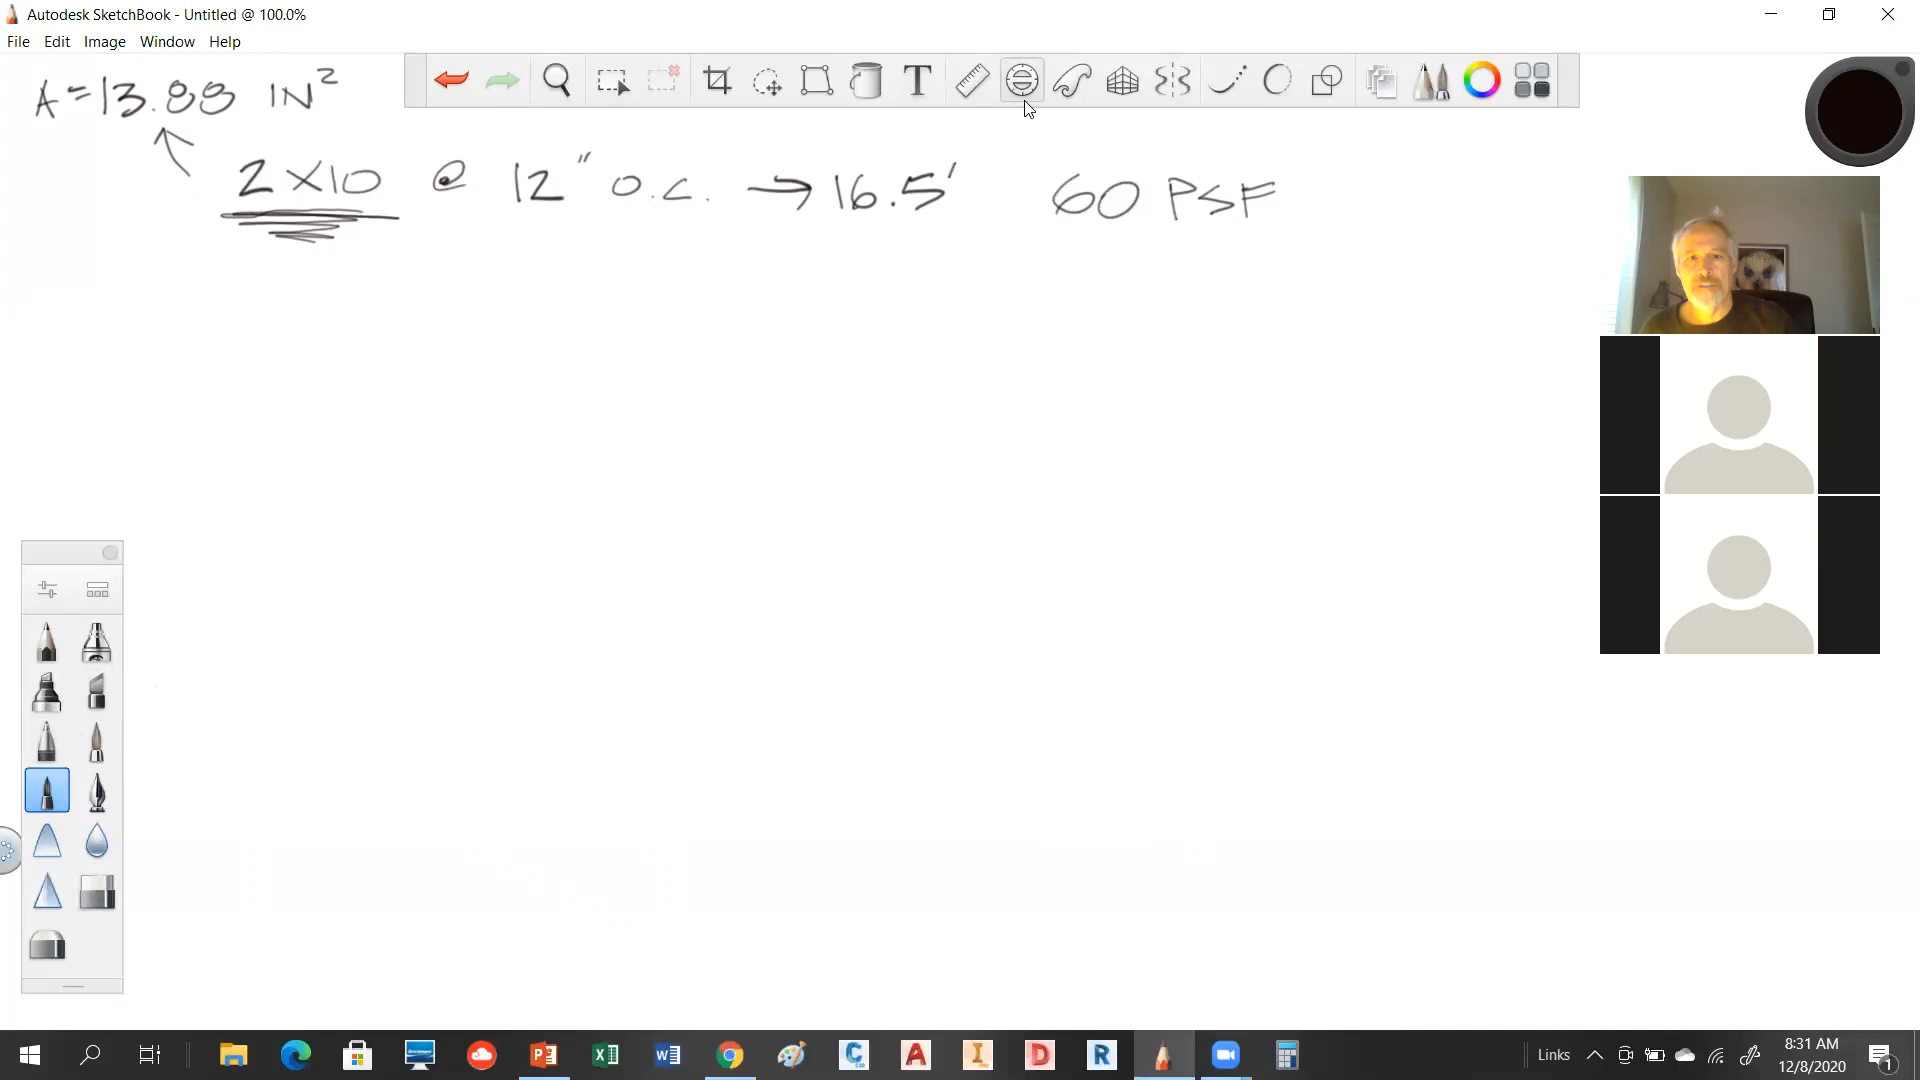 Autodesk SketchBook - Untitled @ 100.0%
File Edit Image Window Help
A=13.88 IN²
T
2X10 @ 12" O.C. → 16.5' 60 PSF
Links
8:31 AM
12/8/2020
1